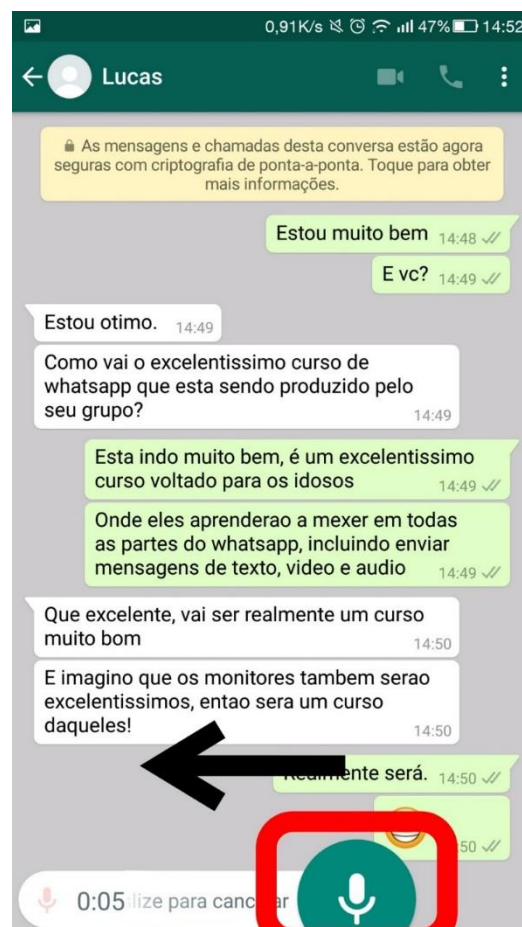 0,91K/s 47% 14:52
Lucas
As mensagens e chamadas desta conversa estão agora
seguras com criptografia de ponta-a-ponta. Toque para obter
mais informações.
Estou muito bem 14:48
E vc? 14:49
Estou otimo. 14:49
Como vai o excelentissimo curso de
whatsapp que esta sendo produzido pelo
seu grupo? 14:49
Esta indo muito bem, é um excelentissimo
curso voltado para os idosos 14:49
Onde eles aprenderao a mexer em todas
as partes do whatsapp, incluindo enviar
mensagens de texto, video e audio 14:49
Que excelente, vai ser realmente um curso
muito bom 14:50
E imagino que os monitores tambem serao
excelentissimos, entao sera um curso
daqueles! 14:50
Realmente será. 14:50
:50
0:05 lize para cancelar